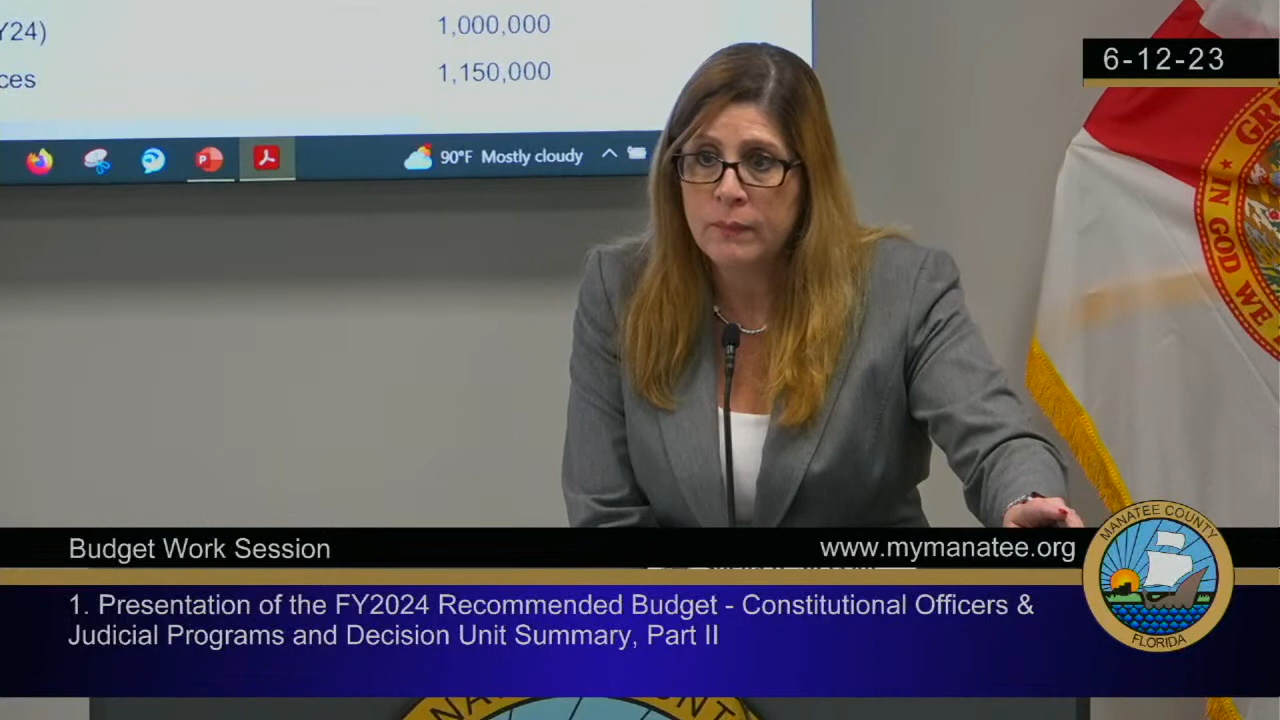 Y24) 1,000,000
ces 1,150,000
90°F Mostly cloudy
6-12-23
IN GOD WE
Budget Work Session
www.mymanatee.org
1. Presentation of the FY2024 Recommended Budget - Constitutional Officers &
Judicial Programs and Decision Unit Summary, Part II
MANATEE COUNTY
FLORIDA